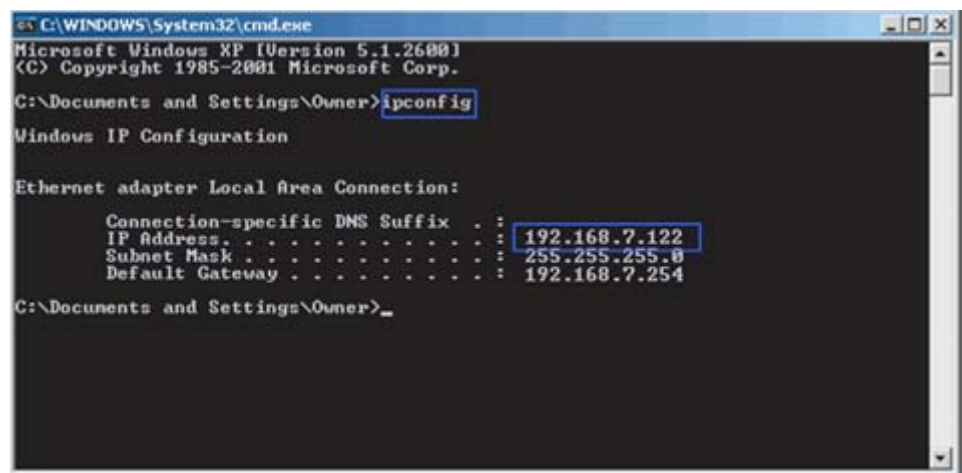 C:\WINDOWS\System32\cmd.exe
Microsoft Windows XP [Version 5.1.2600]
(C) Copyright 1985-2001 Microsoft Corp.
C:\Documents and Settings\Owner>ipconfig
Windows IP Configuration
Ethernet adapter Local Area Connection:
Connection-specific DNS Suffix . :
IP Address. . . . . . . . . . . . : 192.168.7.122
Subnet Mask . . . . . . . . . . . : 255.255.255.0
Default Gateway . . . . . . . . . : 192.168.7.254
C:\Documents and Settings\Owner>_